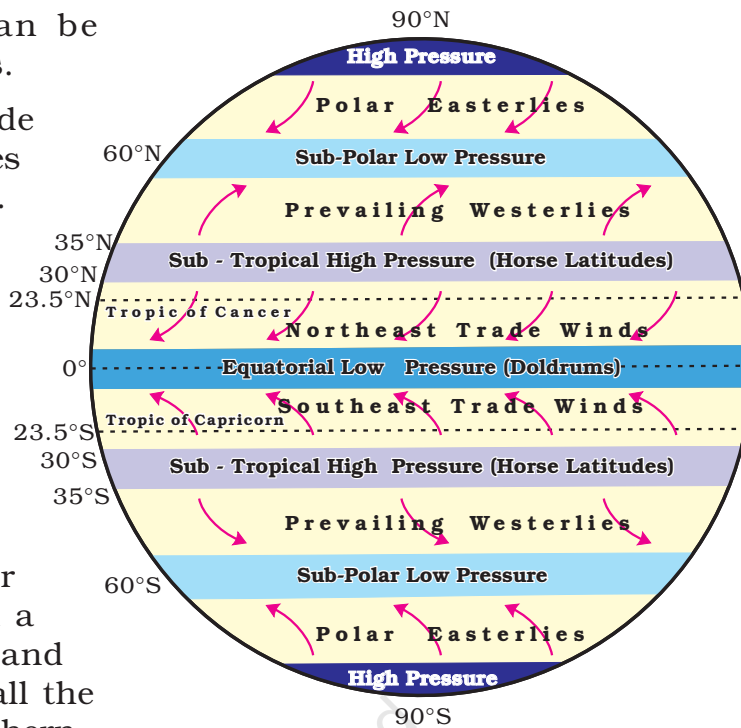 an be
s.
de
es
.
r
a
and
all the
hern
90°N
High Pressure
Polar Easterlies
60°N
Sub-Polar Low Pressure
Prevailing Westerlies
35°N
Sub - Tropical High Pressure (Horse Latitudes)
30°N
23.5°N
Tropic of Cancer
Northeast Trade Winds
0°
Equatorial Low Pressure (Doldrums)
Southeast Trade Winds
Tropic of Capricorn
23.5°S
30°S
Sub - Tropical High Pressure (Horse Latitudes)
35°S
Prevailing Westerlies
60°S
Sub-Polar Low Pressure
Polar Easterlies
High Pressure
90°S